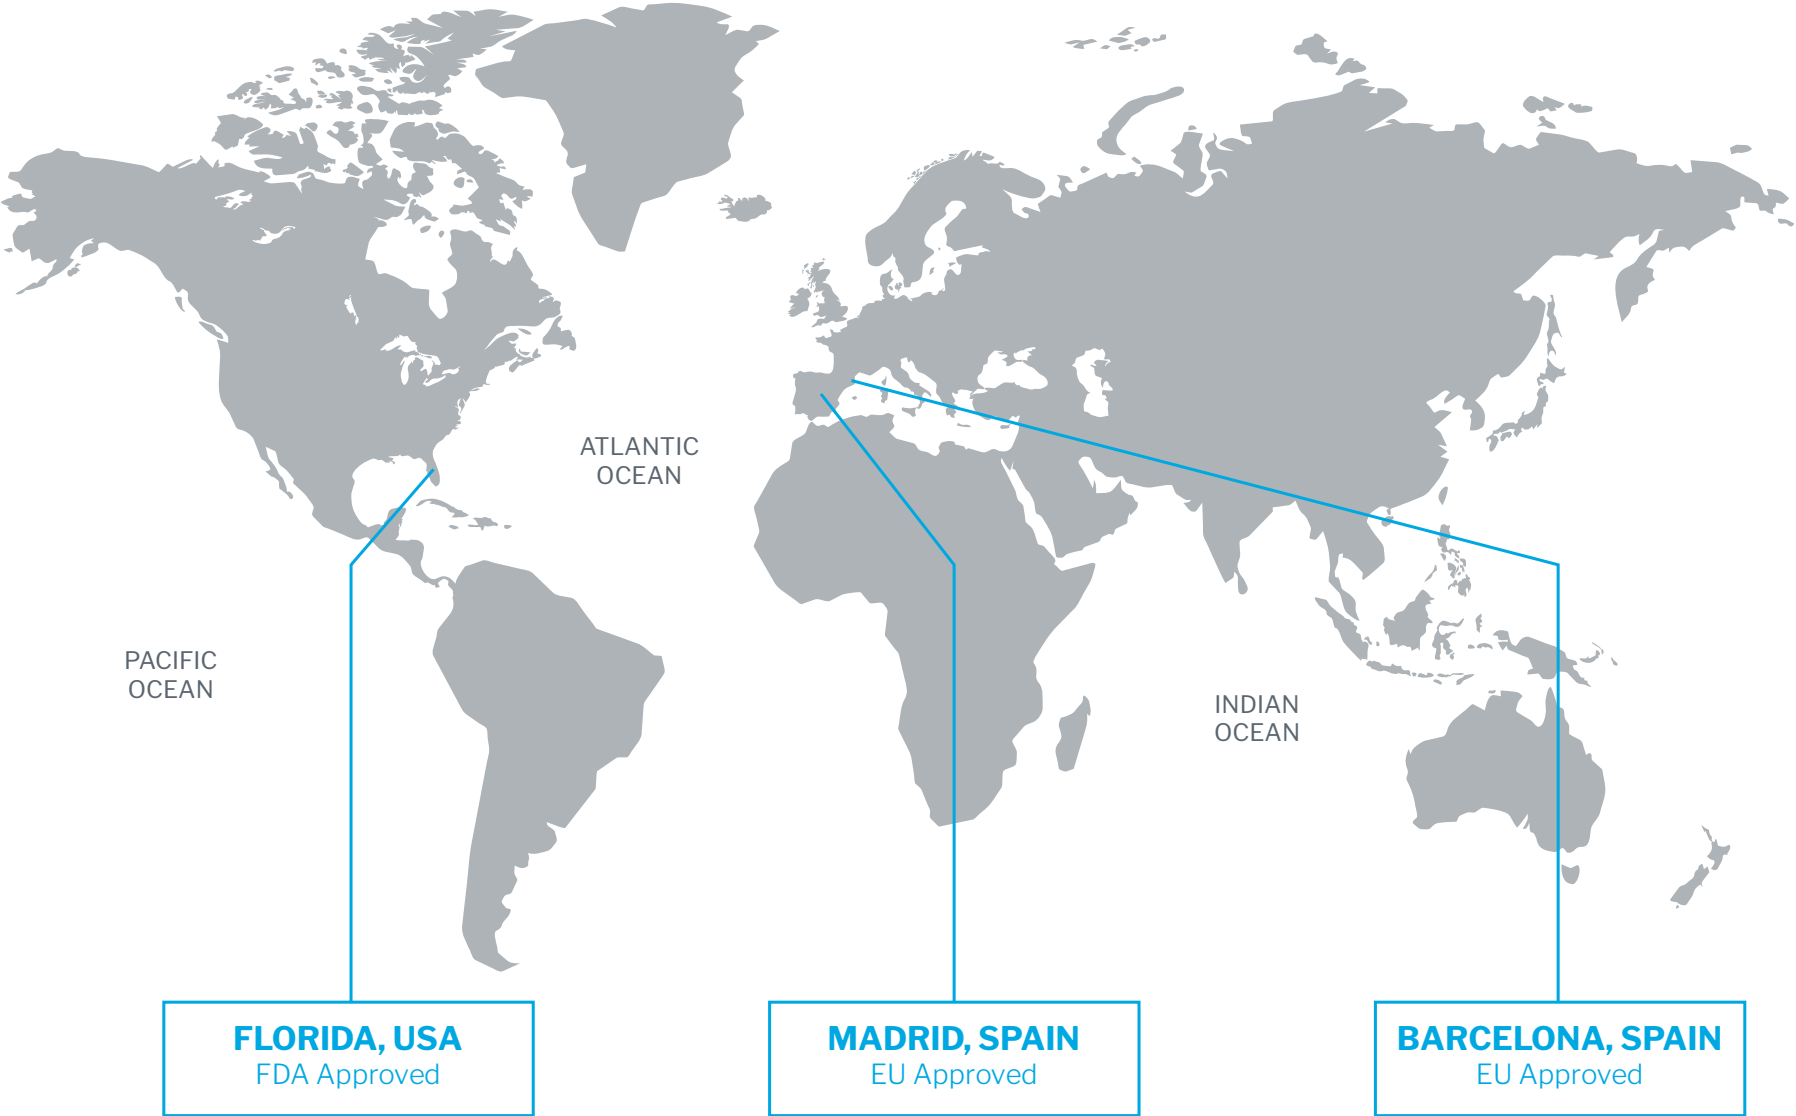 ATLANTIC
OCEAN
PACIFIC
OCEAN
INDIAN
OCEAN
FLORIDA, USA
FDA Approved
MADRID, SPAIN
EU Approved
BARCELONA, SPAIN
EU Approved